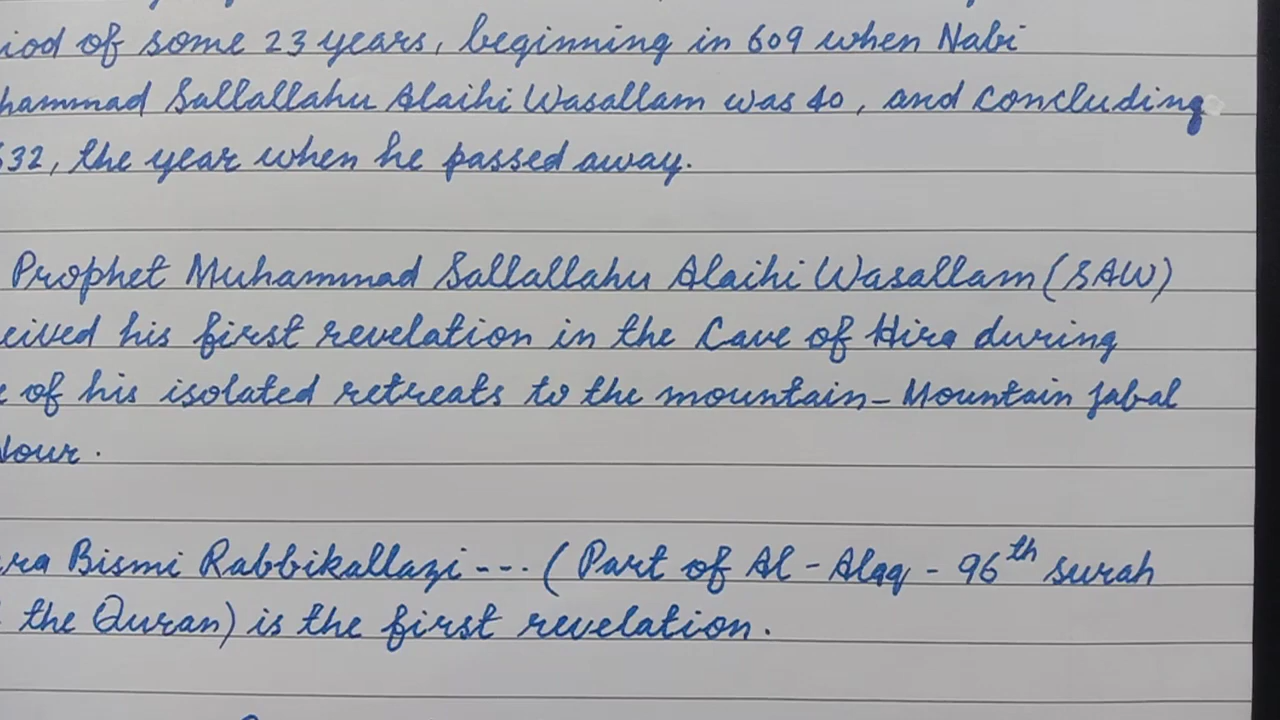 iod of some 23 years, beginning in 609 when Nabi
hammad Sallallahu Alaihi Wasallam was 40, and concluding
632, the year when he passed away.
Prophet Muhammad Sallallahu Alaihi Wasallam (SAW)
eived his first revelation in the Cave of Hira during
e of his isolated retreats to the mountain - Mountain Jabal
Nour.
ra Bismi Rabbikallazi --- (Part of Al - Alaq - 96th surah
the Quran) is the first revelation.